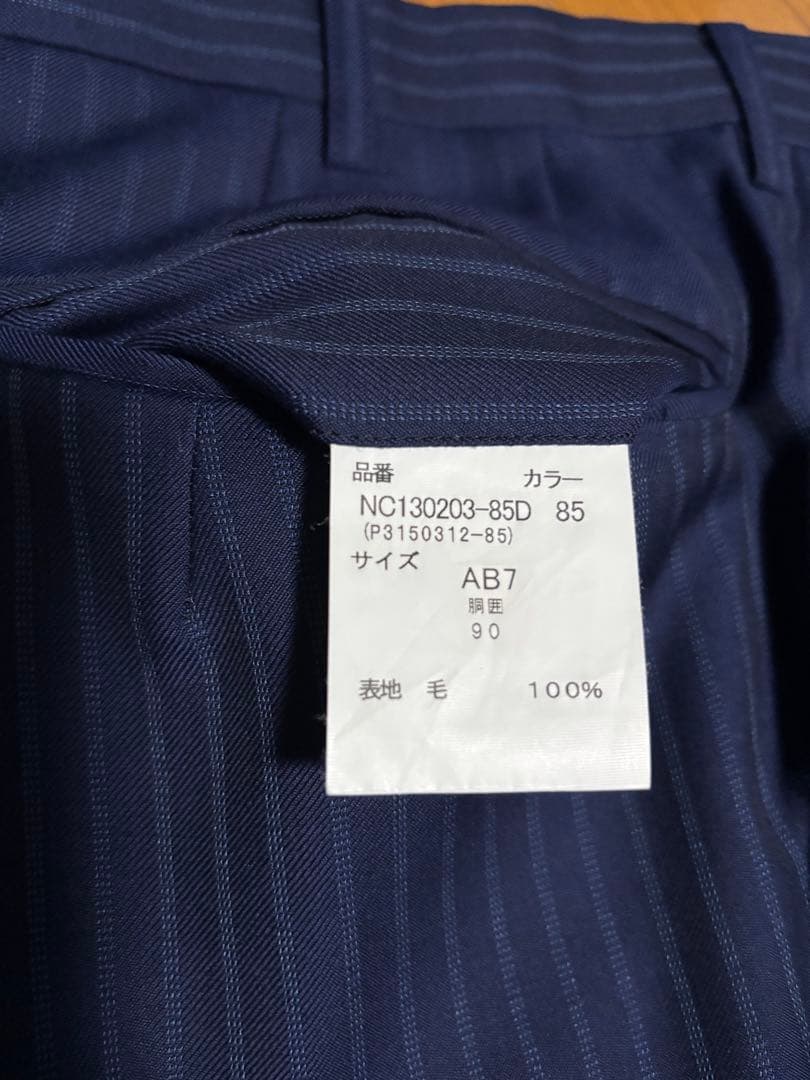 品番 カラー
NC130203-85D 85
(P3150312-85)
サイズ
AB7
胴囲
90
表地 毛 100%